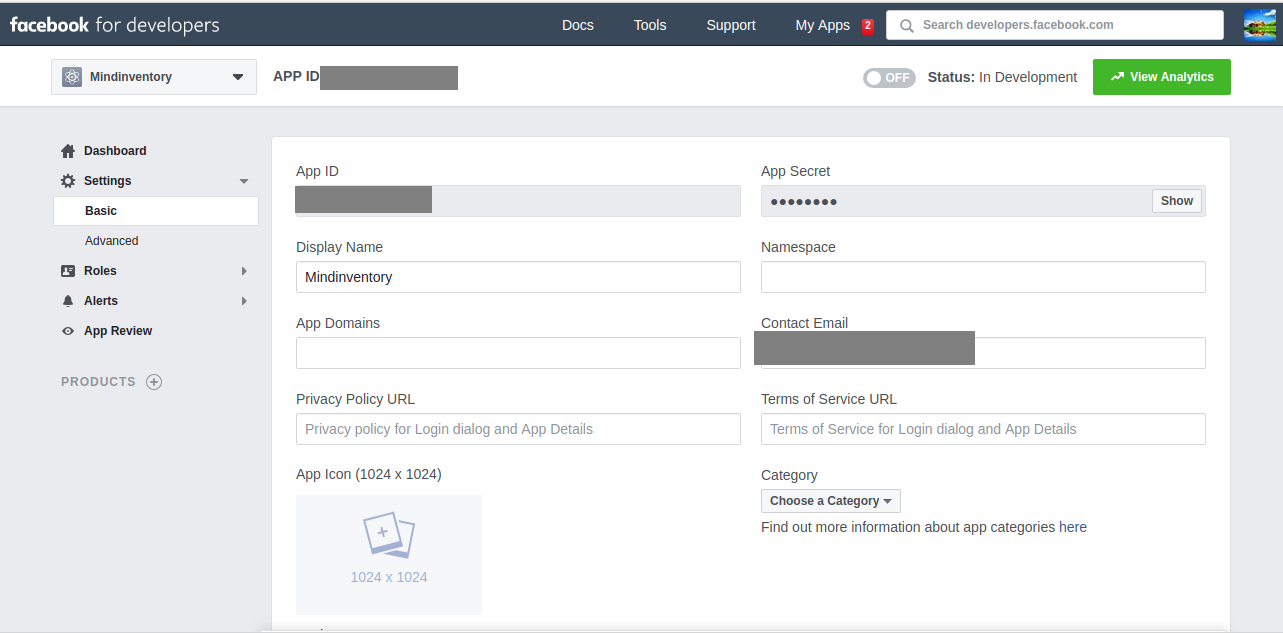 facebook for developers Docs Tools Support My Apps 2 Search developers.facebook.com
Mindinventory APP ID OFF Status: In Development View Analytics
Dashboard
Settings
Basic
Advanced
Roles
Alerts
App Review
PRODUCTS
App ID App Secret
•••••••• Show
Display Name Namespace
Mindinventory
App Domains Contact Email
Privacy Policy URL Terms of Service URL
Privacy policy for Login dialog and App Details Terms of Service for Login dialog and App Details
App Icon (1024 x 1024) Category
Choose a Category
Find out more information about app categories here
1024 x 1024